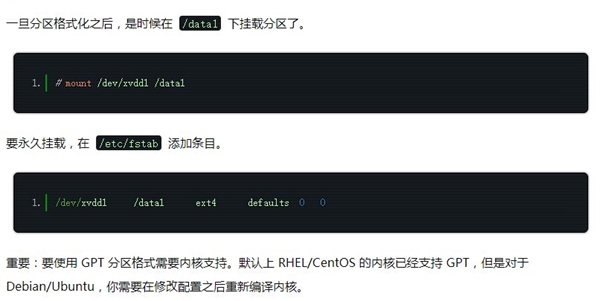 一旦分区格式化之后，是时候在 /data1 下挂载分区了。
1. # mount /dev/xvdd1 /data1
要永久挂载，在 /etc/fstab 添加条目。
1. /dev/xvdd1 /data1 ext4 defaults 0 0
重要：要使用 GPT 分区格式需要内核支持。默认上 RHEL/CentOS 的内核已经支持 GPT，但是对于
Debian/Ubuntu，你需要在修改配置之后重新编译内核。